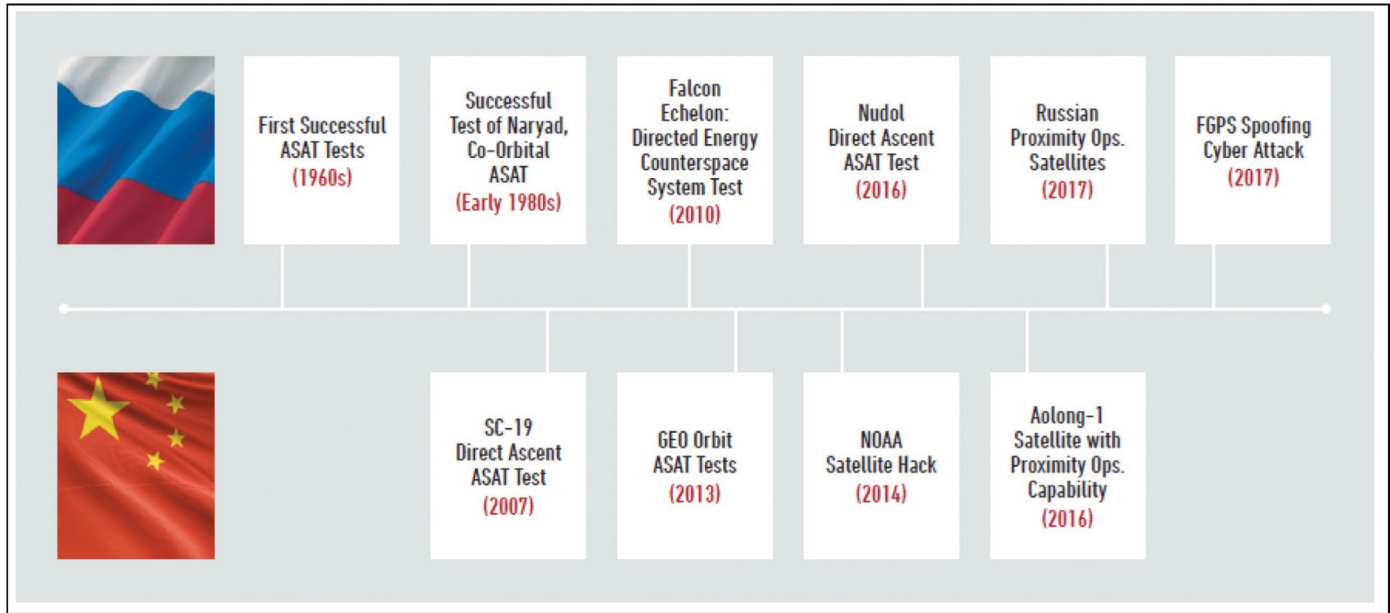 First Successful
ASAT Tests
(1960s)
Successful
Test of Naryad,
Co-Orbital
ASAT
(Early 1980s)
Falcon
Echelon:
Directed Energy
Counterspace
System Test
(2010)
Nudol
Direct Ascent
ASAT Test
(2016)
Russian
Proximity Ops.
Satellites
(2017)
FGPS Spoofing
Cyber Attack
(2017)
SC-19
Direct Ascent
ASAT Test
(2007)
GEO Orbit
ASAT Tests
(2013)
NOAA
Satellite Hack
(2014)
Aolong-1
Satellite with
Proximity Ops.
Capability
(2016)